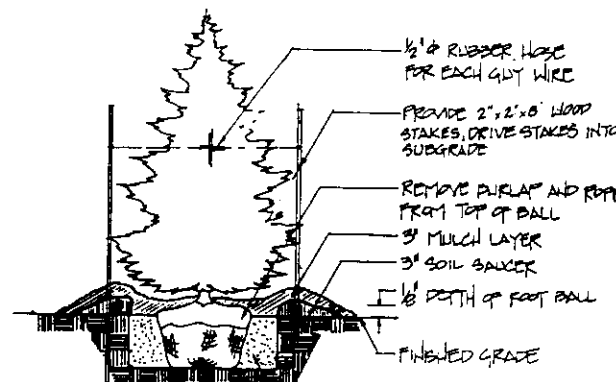 ½" ⌀ RUBBER HOSE
FOR EACH GUY WIRE
PROVIDE 2"x2"x8' WOOD
STAKES, DRIVE STAKES INTO
SUBGRADE
REMOVE BURLAP AND ROPE
FROM TOP OF BALL
3" MULCH LAYER
3" SOIL SAUCER
⅛ DEPTH OF ROOT BALL
FINISHED GRADE